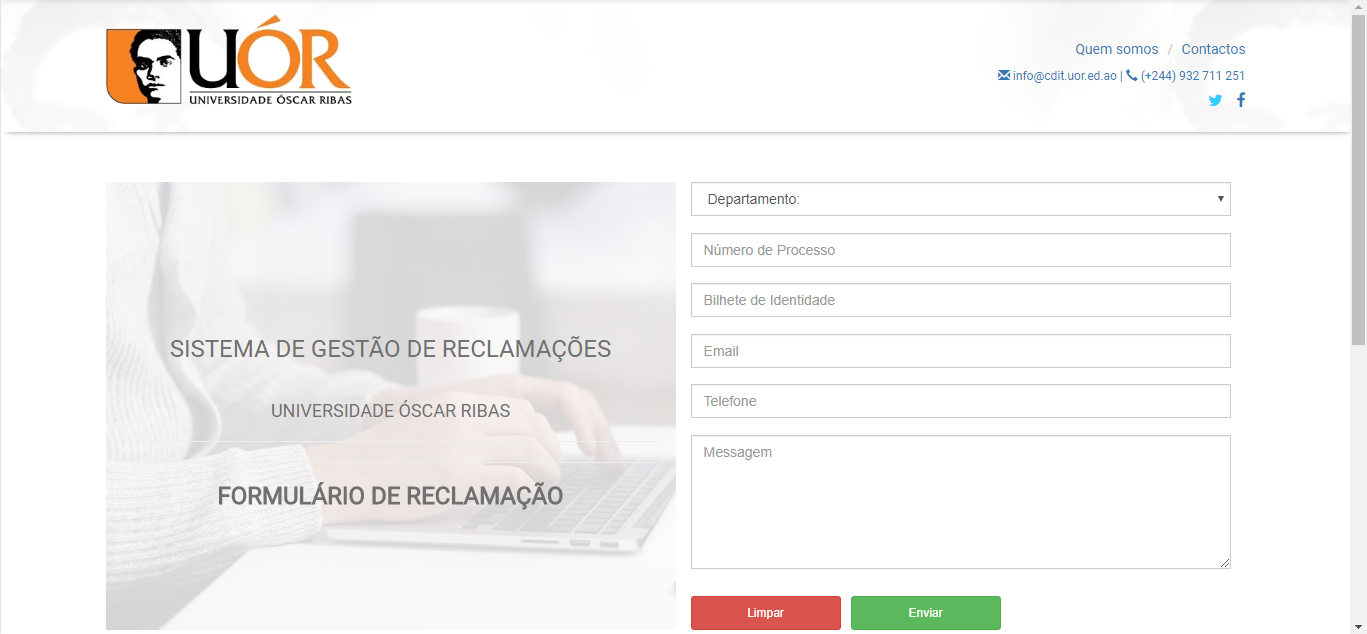 UÓR
UNIVERSIDADE ÓSCAR RIBAS
Quem somos / Contactos
info@cdit.uor.ed.ao | (+244) 932 711 251
SISTEMA DE GESTÃO DE RECLAMAÇÕES
UNIVERSIDADE ÓSCAR RIBAS
FORMULÁRIO DE RECLAMAÇÃO
Departamento:
Número de Processo
Bilhete de Identidade
Email
Telefone
Messagem
Limpar Enviar